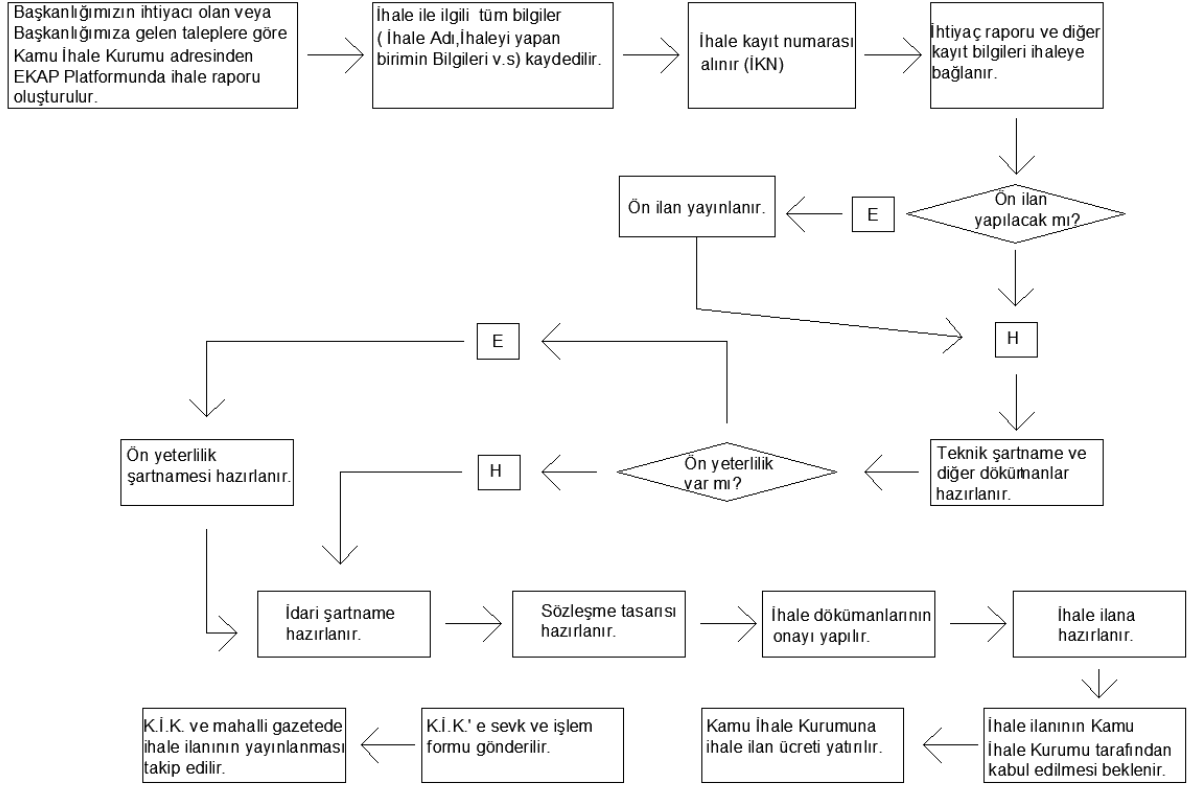 Başkanlığımızın ihtiyacı olan veya
Başkanlığımıza gelen taleplere göre
Kamu İhale Kurumu adresinden
EKAP Platformunda ihale raporu
oluşturulur.
İhale ile ilgili tüm bilgiler
( İhale Adı,İhaleyi yapan
birimin Bilgileri v.s) kaydedilir.
İhale kayıt numarası
alınır (İKN)
İhtiyaç raporu ve diğer
kayıt bilgileri ihaleye
bağlanır.
Ön ilan
yapılacak mı?
E
Ön ilan yayınlanır.
H
Teknik şartname ve
diğer dökümanlar
hazırlanır.
Ön yeterlilik
var mı?
E
H
Ön yeterlilik
şartnamesi hazırlanır.
İdari şartname
hazırlanır.
Sözleşme tasarısı
hazırlanır.
İhale dökümanlarının
onayı yapılır.
İhale ilana
hazırlanır.
İhale ilanının Kamu
İhale Kurumu tarafından
kabul edilmesi beklenir.
Kamu İhale Kurumuna
ihale ilan ücreti yatırılır.
K.İ.K.' e sevk ve işlem
formu gönderilir.
K.İ.K. ve mahalli gazetede
ihale ilanının yayınlanması
takip edilir.